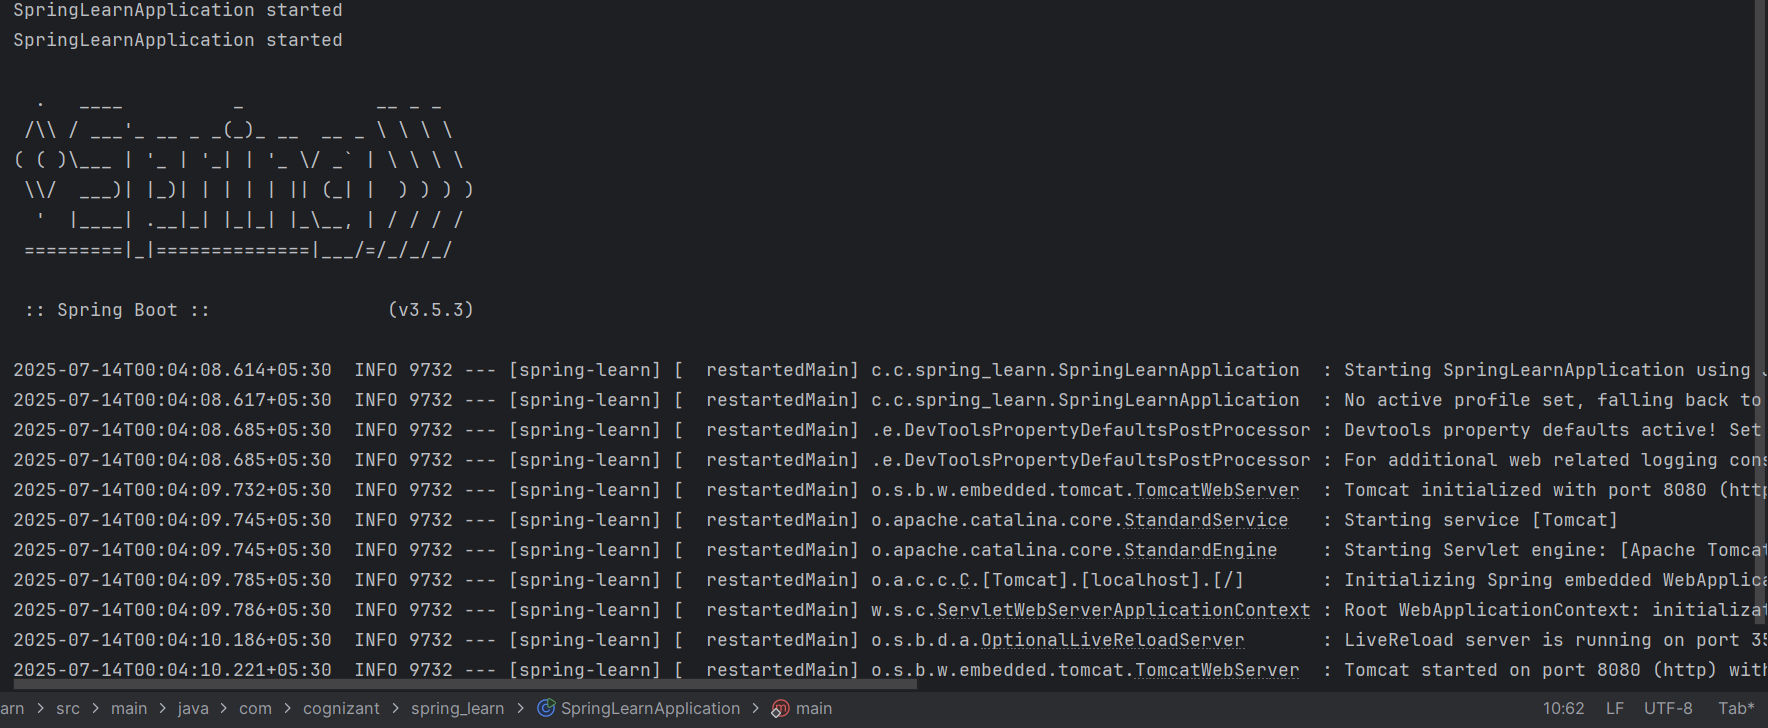 SpringLearnApplication started
SpringLearnApplication started
  .   ____          _            __ _ _
 /\\ / ___'_ __ _ _(_)_ __  __ _ \ \ \ \
( ( )\___ | '_ | '_| | '_ \/ _` | \ \ \ \
 \\/  ___)| |_)| | | | | || (_| |  ) ) ) )
  '  |____| .__|_| |_|_| |_\__, | / / / /
 =========|_|==============|___/=/_/_/_/
 :: Spring Boot ::                (v3.5.3)
2025-07-14T00:04:08.614+05:30  INFO 9732 --- [spring-learn] [  restartedMain] c.c.spring_learn.SpringLearnApplication  : Starting SpringLearnApplication using
2025-07-14T00:04:08.617+05:30  INFO 9732 --- [spring-learn] [  restartedMain] c.c.spring_learn.SpringLearnApplication  : No active profile set, falling back to
2025-07-14T00:04:08.685+05:30  INFO 9732 --- [spring-learn] [  restartedMain] .e.DevToolsPropertyDefaultsPostProcessor : Devtools property defaults active! Set
2025-07-14T00:04:08.685+05:30  INFO 9732 --- [spring-learn] [  restartedMain] .e.DevToolsPropertyDefaultsPostProcessor : For additional web related logging cons
2025-07-14T00:04:09.732+05:30  INFO 9732 --- [spring-learn] [  restartedMain] o.s.b.w.embedded.tomcat.TomcatWebServer  : Tomcat initialized with port 8080 (http
2025-07-14T00:04:09.745+05:30  INFO 9732 --- [spring-learn] [  restartedMain] o.apache.catalina.core.StandardService   : Starting service [Tomcat]
2025-07-14T00:04:09.745+05:30  INFO 9732 --- [spring-learn] [  restartedMain] o.apache.catalina.core.StandardEngine    : Starting Servlet engine: [Apache Tomcat
2025-07-14T00:04:09.785+05:30  INFO 9732 --- [spring-learn] [  restartedMain] o.a.c.c.C.[Tomcat].[localhost].[/]       : Initializing Spring embedded WebApplica
2025-07-14T00:04:09.786+05:30  INFO 9732 --- [spring-learn] [  restartedMain] w.s.c.ServletWebServerApplicationContext : Root WebApplicationContext: initializat
2025-07-14T00:04:10.186+05:30  INFO 9732 --- [spring-learn] [  restartedMain] o.s.b.d.a.OptionalLiveReloadServer       : LiveReload server is running on port 35
2025-07-14T00:04:10.221+05:30  INFO 9732 --- [spring-learn] [  restartedMain] o.s.b.w.embedded.tomcat.TomcatWebServer  : Tomcat started on port 8080 (http) with
arn > src > main > java > com > cognizant > spring_learn > SpringLearnApplication > main 10:62 LF UTF-8 Tab*